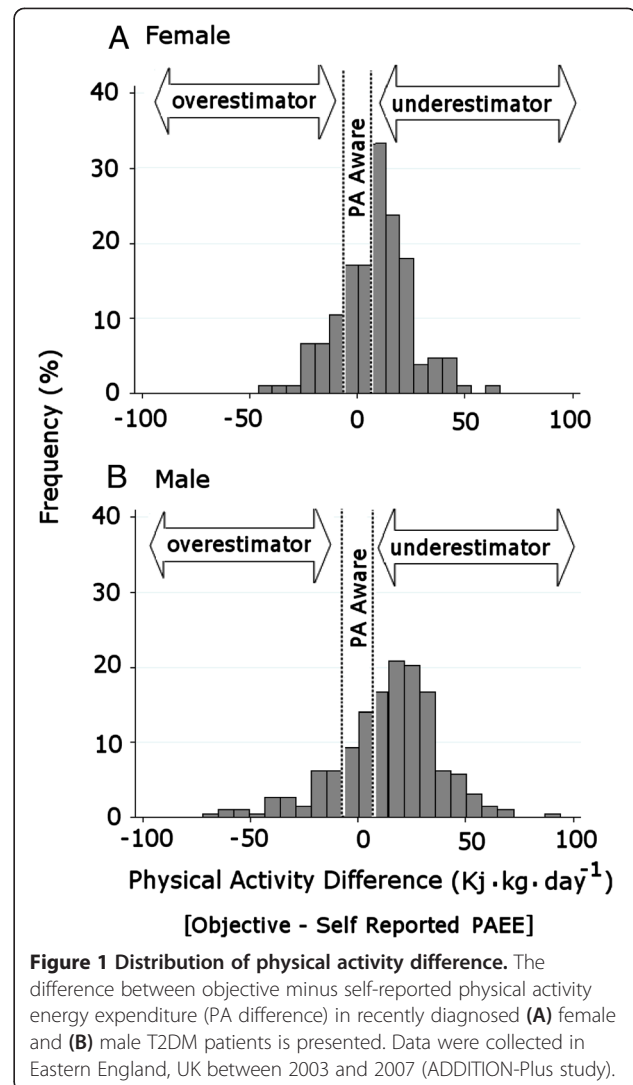 A Female
40
30
20
10
0
overestimator
PA Aware
underestimator
-100 -50 0 50 100
Frequency (%)
B Male
40
30
20
10
0
overestimator
PA Aware
underestimator
-100 -50 0 50 100
Physical Activity Difference (Kj·kg·day⁻¹)
[Objective - Self Reported PAEE]
Figure 1 Distribution of physical activity difference. The
difference between objective minus self-reported physical activity
energy expenditure (PA difference) in recently diagnosed (A) female
and (B) male T2DM patients is presented. Data were collected in
Eastern England, UK between 2003 and 2007 (ADDITION-Plus study).